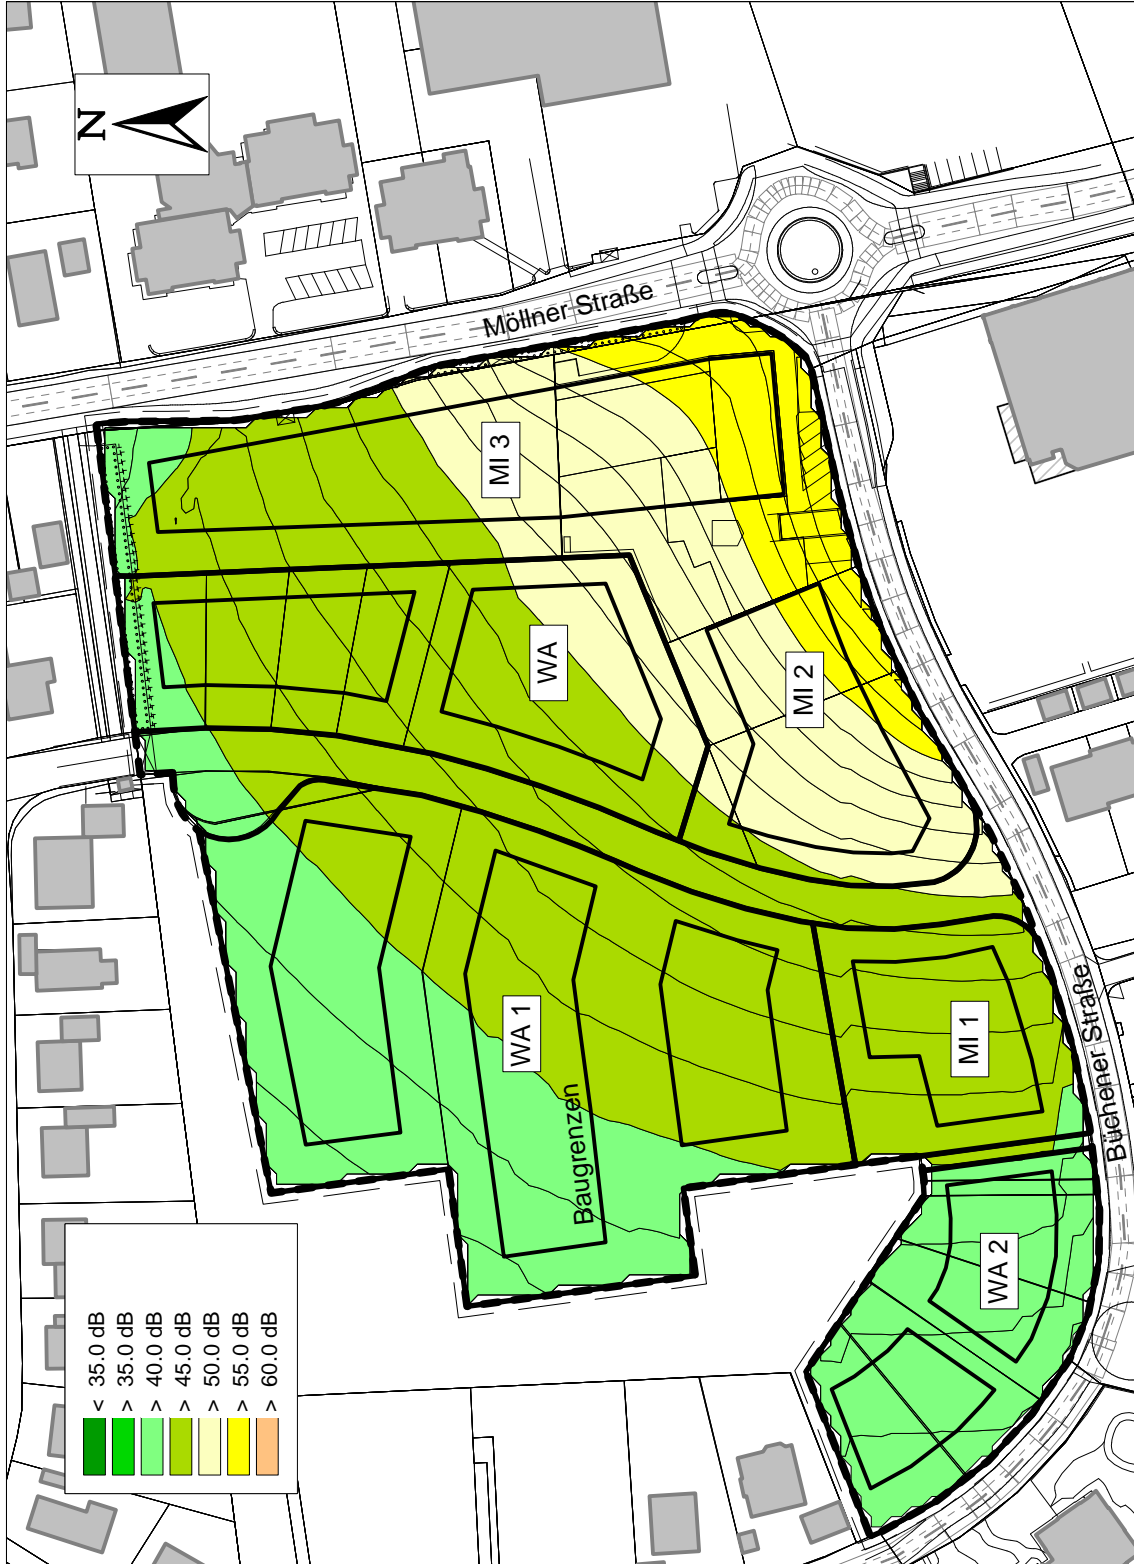 N
Möllner Straße
MI 3
WA
MI 2
WA 1
MI 1
Baugrenzen
Büchener Straße
WA 2
< 35.0 dB
> 35.0 dB
> 40.0 dB
> 45.0 dB
> 50.0 dB
> 55.0 dB
> 60.0 dB